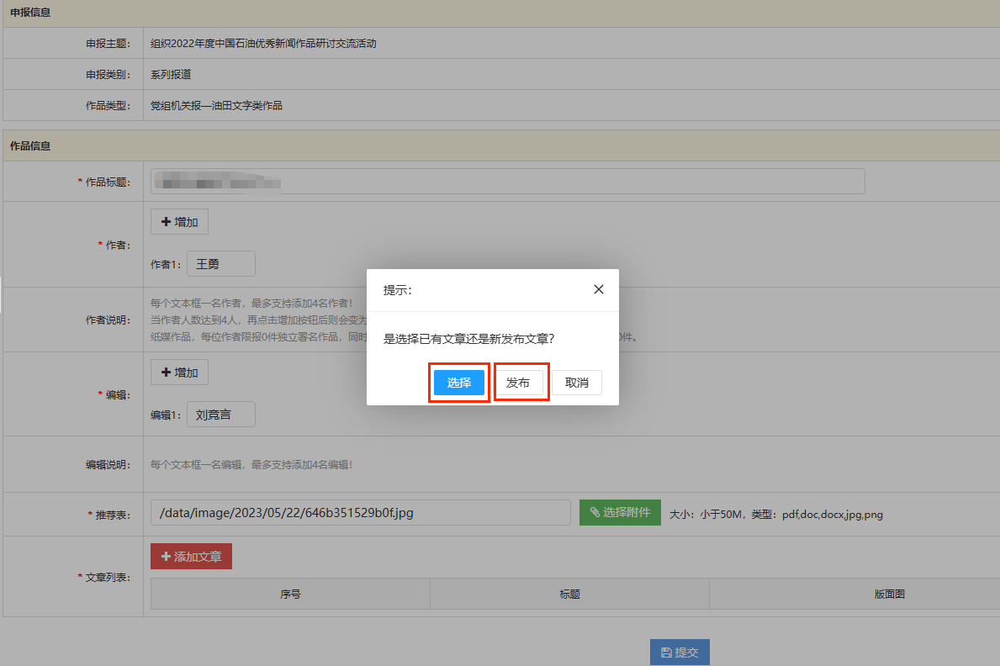 申报信息
申报主题： 组织2022年度中国石油优秀新闻作品研讨交流活动
申报类别： 系列报道
作品类型： 党组机关报—油田文字类作品
作品信息
* 作品标题：
* 作者： 增加
作者1： 王勇
作者说明： 每个文本框一名作者，最多支持添加4名作者！
当作者人数达到4人，再点击增加按钮后则会变为
纸媒作品，每位作者限报0件独立署名作品，同时
0件。
提示：
是选择已有文章还是新发布文章？
选择 发布 取消
* 编辑： 增加
编辑1： 刘竞言
编辑说明： 每个文本框一名编辑，最多支持添加4名编辑！
* 推荐表： /data/image/2023/05/22/646b351529b0f.jpg 选择附件 大小：小于50M，类型：pdf,doc,docx,jpg,png
* 文章列表： 添加文章
序号 标题 版面图
提交